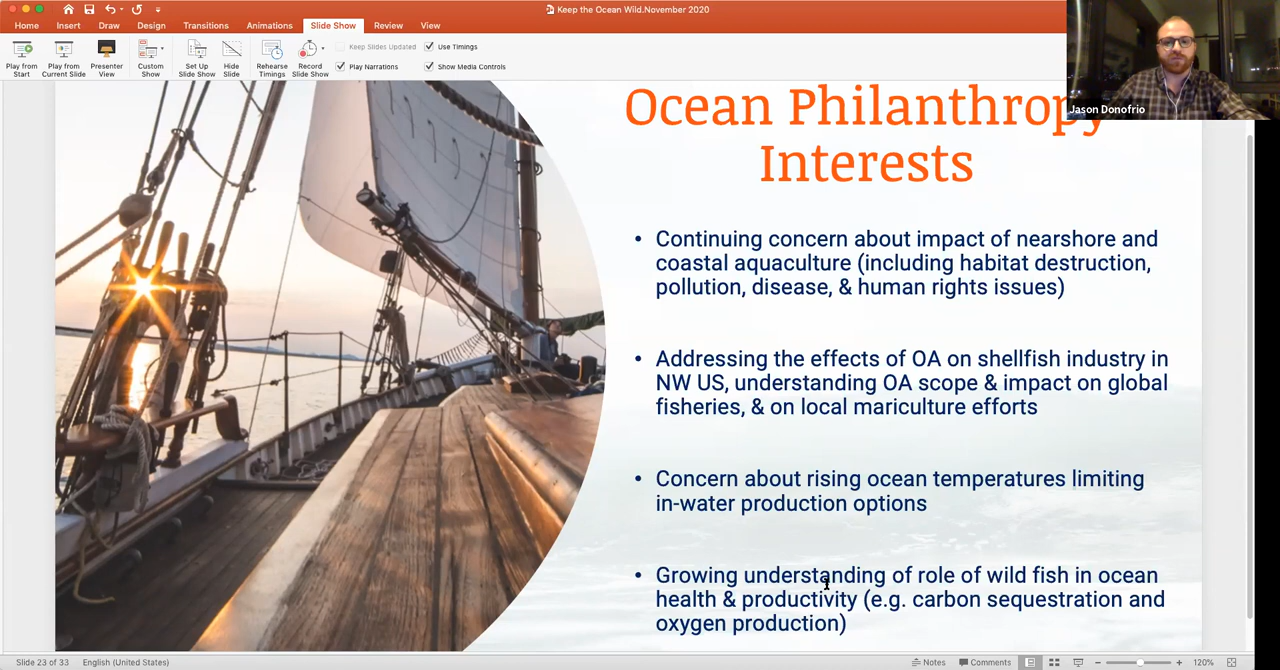 Keep the Ocean Wild.November 2020
Home Insert Draw Design Transitions Animations Slide Show Review View
Play from Start
Play from Current Slide
Presenter View
Custom Show
Set Up Slide Show
Hide Slide
Rehearse Timings
Record Slide Show
Keep Slides Updated
Play Narrations
Use Timings
Show Media Controls
Jason Donofrio
Ocean Philanthropy
Interests
• Continuing concern about impact of nearshore and
coastal aquaculture (including habitat destruction,
pollution, disease, & human rights issues)
• Addressing the effects of OA on shellfish industry in
NW US, understanding OA scope & impact on global
fisheries, & on local mariculture efforts
• Concern about rising ocean temperatures limiting
in-water production options
• Growing understanding of role of wild fish in ocean
health & productivity (e.g. carbon sequestration and
oxygen production)
Slide 23 of 33 English (United States) Notes Comments 120%